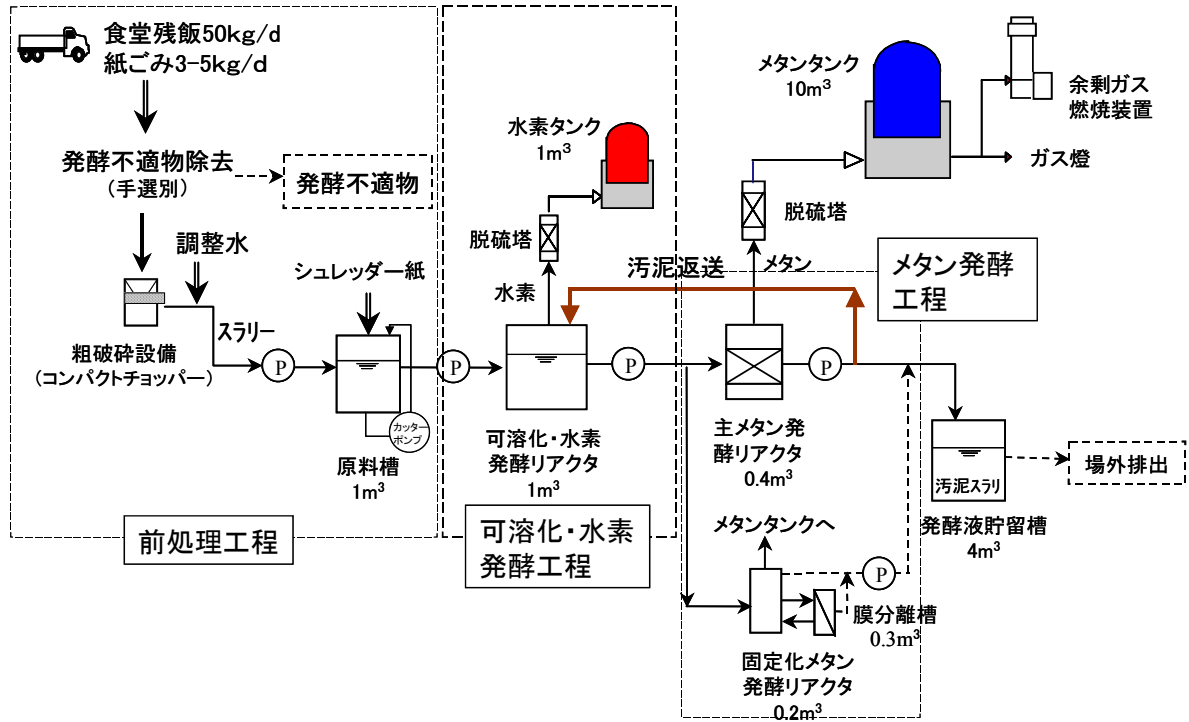 食堂残飯50kg/d
紙ごみ3-5kg/d
発酵不適物除去
(手選別)
発酵不適物
調整水
スラリー
粗破砕設備
(コンパクトチョッパー)
P
シュレッダー紙
カッター
ポンプ
原料槽
1m³
前処理工程
P
水素タンク
1m³
脱硫塔
水素
可溶化・水素
発酵リアクタ
1m³
可溶化・水素
発酵工程
P
汚泥返送
メタンタンク
10m³
余剰ガス
燃焼装置
ガス燈
脱硫塔
メタン
メタン発酵
工程
主メタン発
酵リアクタ
0.4m³
P
メタンタンクへ
P
膜分離槽
0.3m³
固定化メタン
発酵リアクタ
0.2m³
汚泥スラリ
発酵液貯留槽
4m³
場外排出